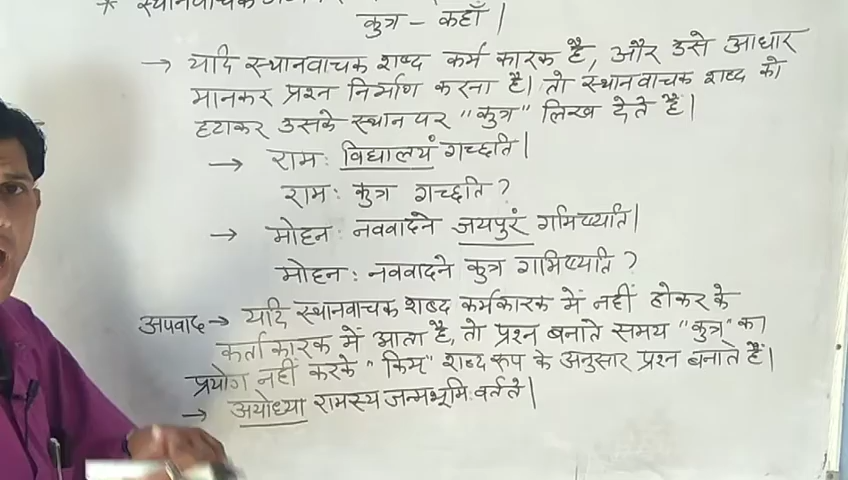 * स्थानवाचक
कुत्र - कहाँ |
→ यदि स्थानवाचक शब्द कर्म कारक है, और उसे आधार
मानकर प्रश्न निर्माण करना है। तो स्थानवाचक शब्द को
हटाकर उसके स्थान पर "कुत्र" लिख देते हैं।
→ रामः विद्यालयं गच्छति।
रामः कुत्र गच्छति?
→ मोहनः नववादने जयपुरं गमिष्यति।
मोहनः नववादने कुत्र गमिष्यति?
अपवाद → यदि स्थानवाचक शब्द कर्मकारक में नहीं होकर के
कर्ता कारक में आता है, तो प्रश्न बनाते समय "कुत्र" का
प्रयोग नहीं करके "किम्" शब्द रूप के अनुसार प्रश्न बनाते हैं।
→ अयोध्या रामस्य जन्मभूमिः वर्तते।